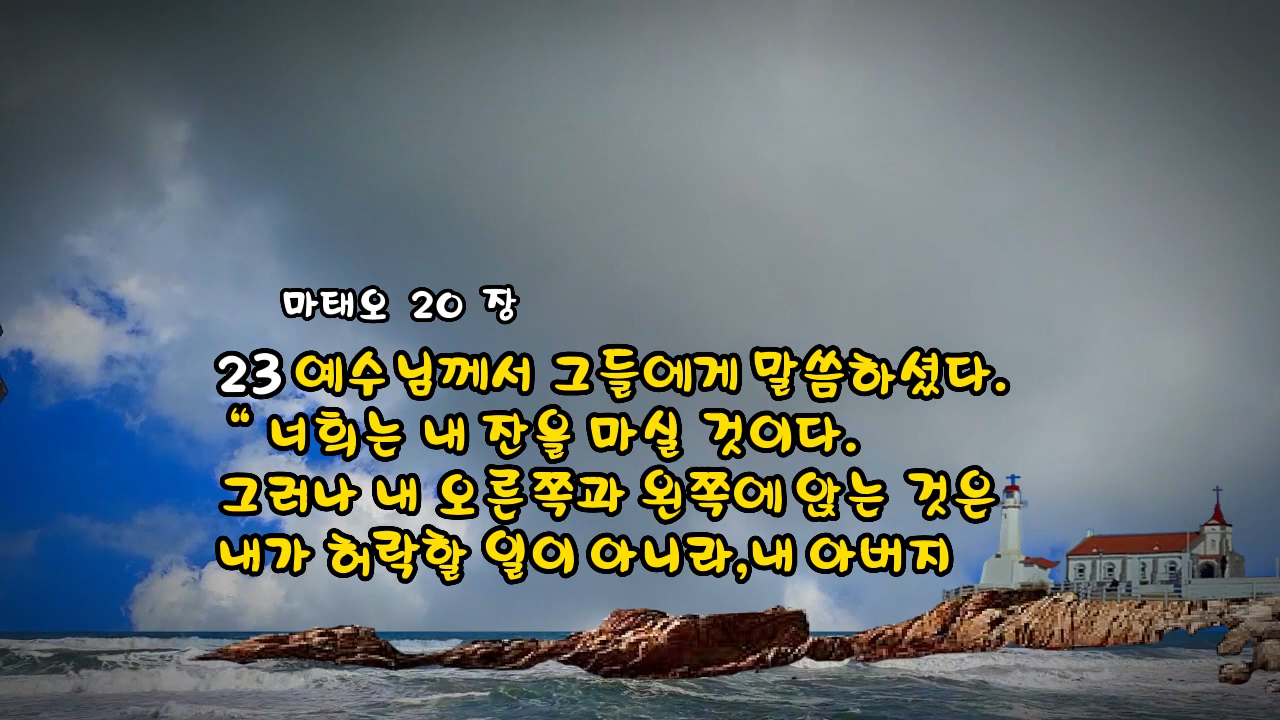 마태오 20 장
23 예수님께서 그들에게 말씀하셨다.
“ 너희는 내 잔을 마실 것이다.
그러나 내 오른쪽과 왼쪽에 앉는 것은
내가 허락할 일이 아니라,내 아버지